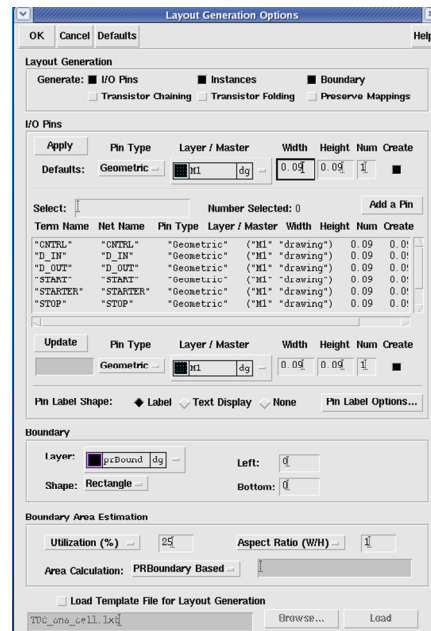 Layout Generation Options
OK Cancel Defaults Help
Layout Generation
Generate: I/O Pins Instances Boundary
Transistor Chaining Transistor Folding Preserve Mappings
I/O Pins
Apply Pin Type Layer / Master Width Height Num Create
Defaults: Geometric M1 dg 0.09 0.09 1
Select: Number Selected: 0 Add a Pin
Term Name Net Name Pin Type Layer / Master Width Height Num Create
"CNTRL" "CNTRL" "Geometric" ("M1" "drawing") 0.09 0.09
"D_IN" "D_IN" "Geometric" ("M1" "drawing") 0.09 0.09
"D_OUT" "D_OUT" "Geometric" ("M1" "drawing") 0.09 0.09
"START" "START" "Geometric" ("M1" "drawing") 0.09 0.09
"STARTER" "STARTER" "Geometric" ("M1" "drawing") 0.09 0.09
"STOP" "STOP" "Geometric" ("M1" "drawing") 0.09 0.09
Update Pin Type Layer / Master Width Height Num Create
Geometric M1 dg 0.09 0.09 1
Pin Label Shape: Label Text Display None Pin Label Options...
Boundary
Layer: prBound dg Left: 0
Shape: Rectangle Bottom: 0
Boundary Area Estimation
Utilization (%) 25 Aspect Ratio (W/H) 1
Area Calculation: PRBoundary Based
Load Template File for Layout Generation
TDC_one_cell.lxt Browse... Load